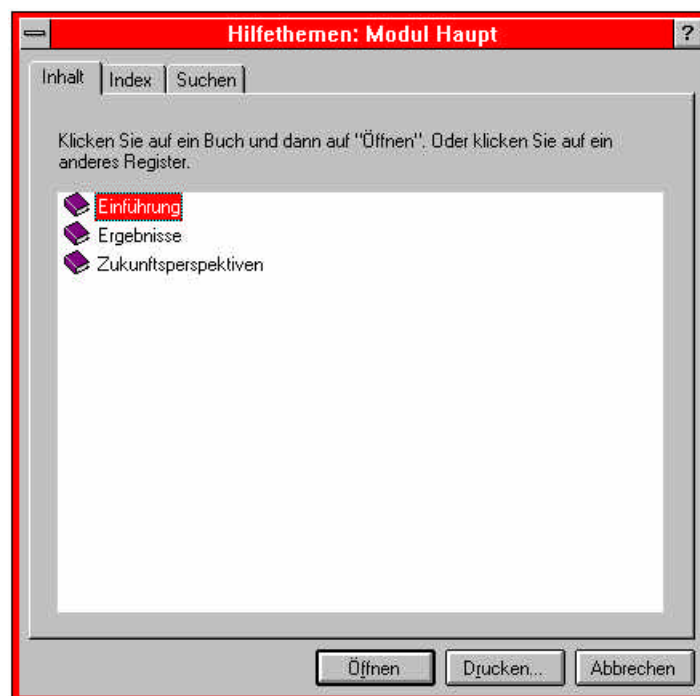 Hilfethemen: Modul Haupt ?
Inhalt Index Suchen
Klicken Sie auf ein Buch und dann auf "Öffnen". Oder klicken Sie auf ein
anderes Register.
Einführung
Ergebnisse
Zukunftsperspektiven
Öffnen Drucken... Abbrechen